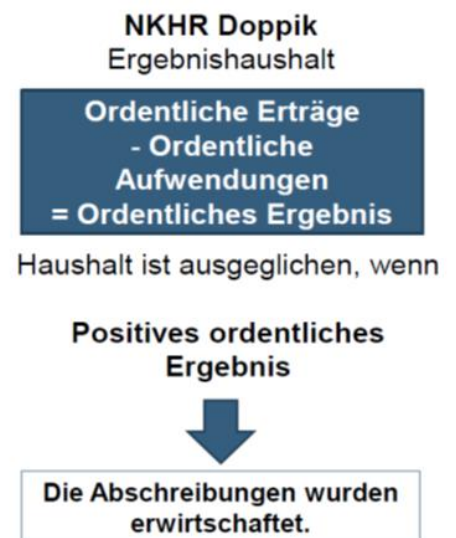 NKHR Doppik
Ergebnishaushalt
Ordentliche Erträge
- Ordentliche
Aufwendungen
= Ordentliches Ergebnis
Haushalt ist ausgeglichen, wenn
Positives ordentliches
Ergebnis
Die Abschreibungen wurden
erwirtschaftet.